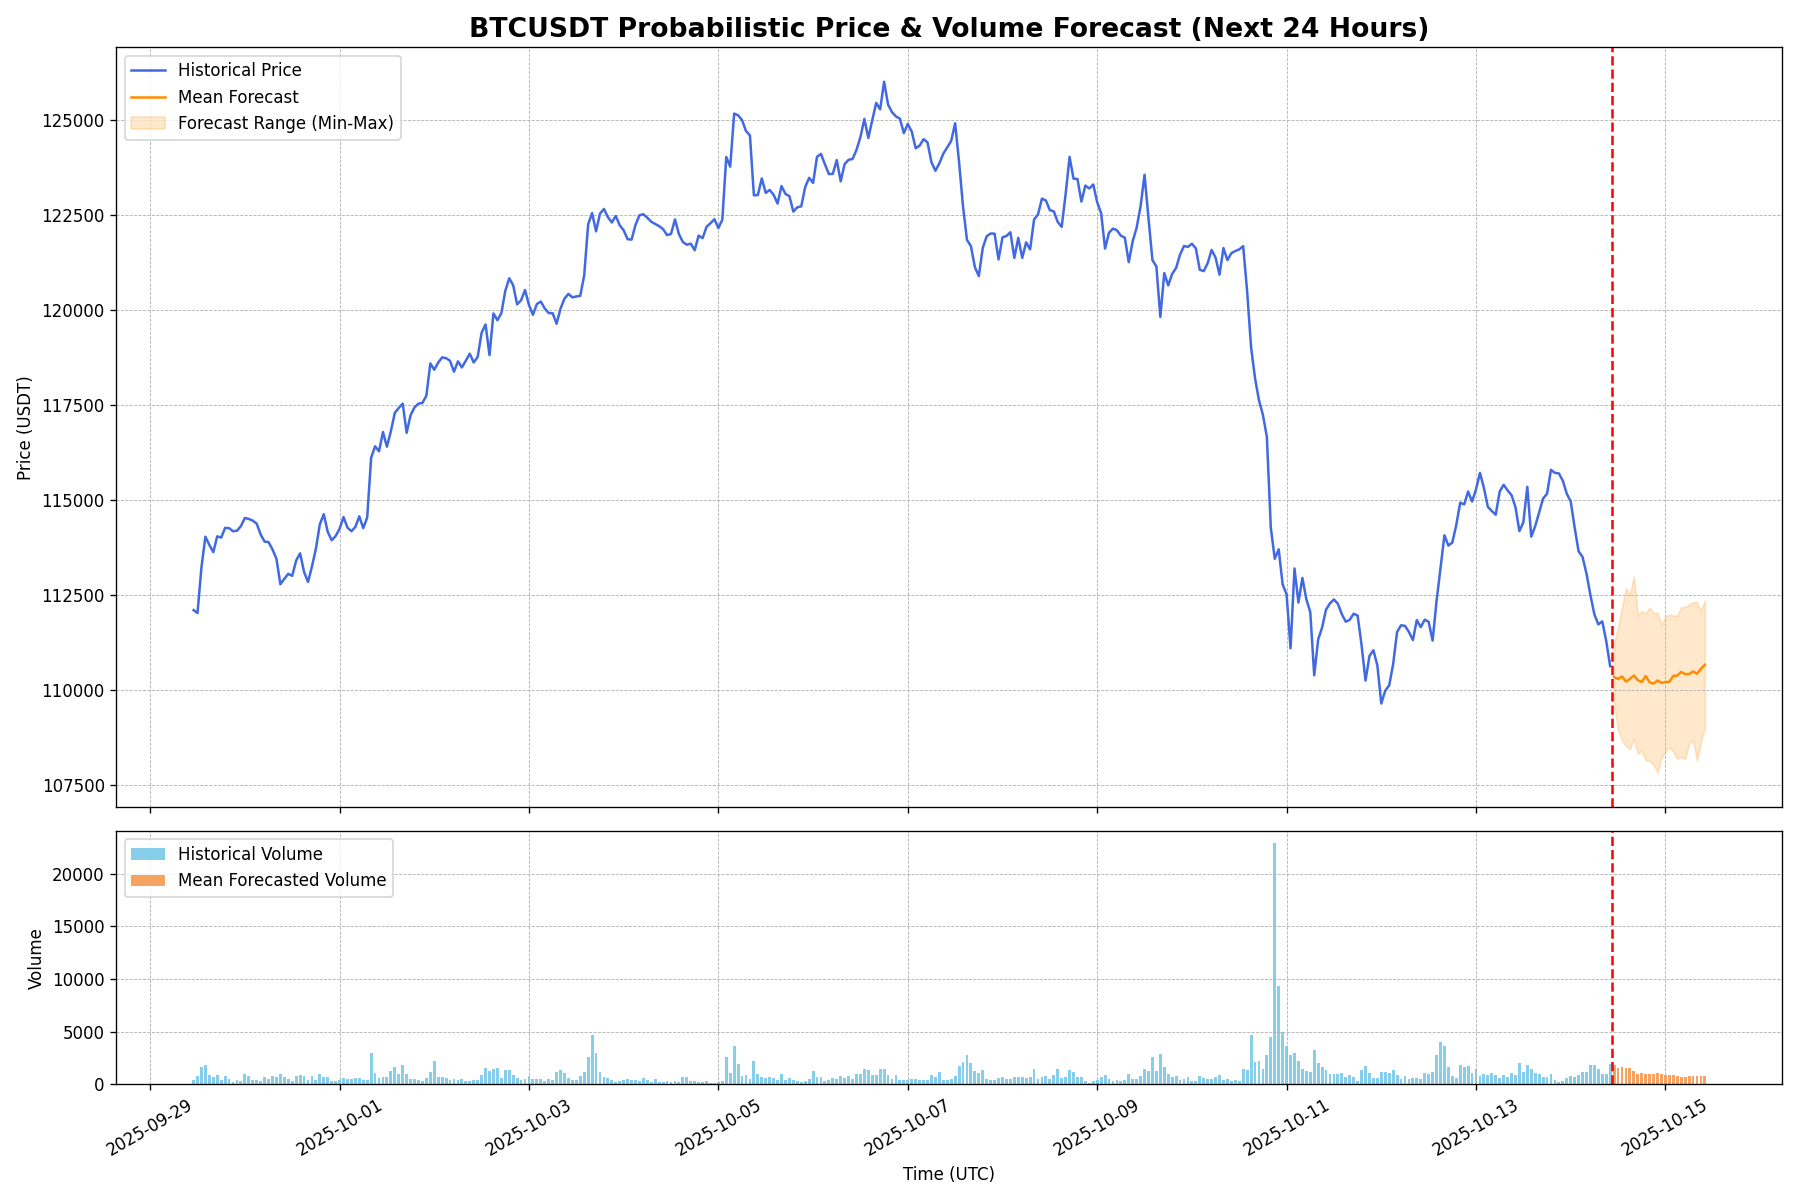 BTCUSDT Probabilistic Price & Volume Forecast (Next 24 Hours)
Historical Price
Mean Forecast
Forecast Range (Min-Max)
Price (USDT)
125000
122500
120000
117500
115000
112500
110000
107500
Historical Volume
Mean Forecasted Volume
Volume
20000
15000
10000
5000
0
2025-09-29
2025-10-01
2025-10-03
2025-10-05
2025-10-07
2025-10-09
2025-10-11
2025-10-13
2025-10-15
Time (UTC)